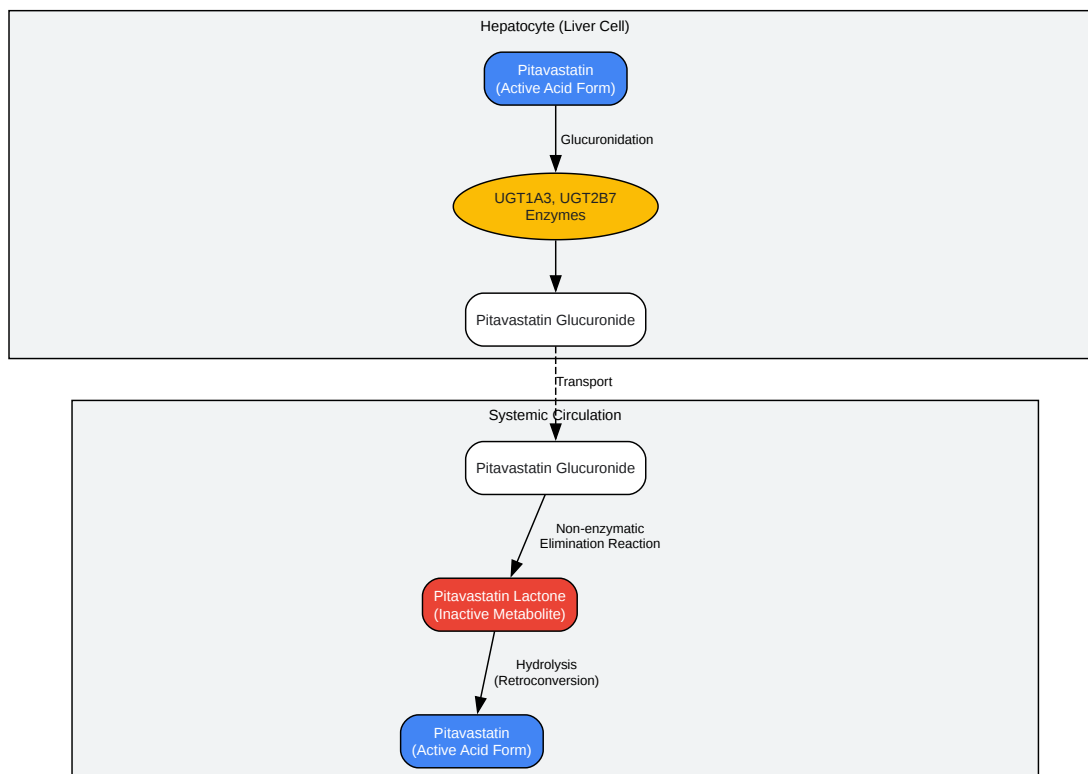 Hepatocyte (Liver Cell)
Pitavastatin
(Active Acid Form)
Glucuronidation
UGT1A3, UGT2B7
Enzymes
Pitavastatin Glucuronide
Transport
Systemic Circulation
Pitavastatin Glucuronide
Non-enzymatic
Elimination Reaction
Pitavastatin Lactone
(Inactive Metabolite)
Hydrolysis
(Retroconversion)
Pitavastatin
(Active Acid Form)